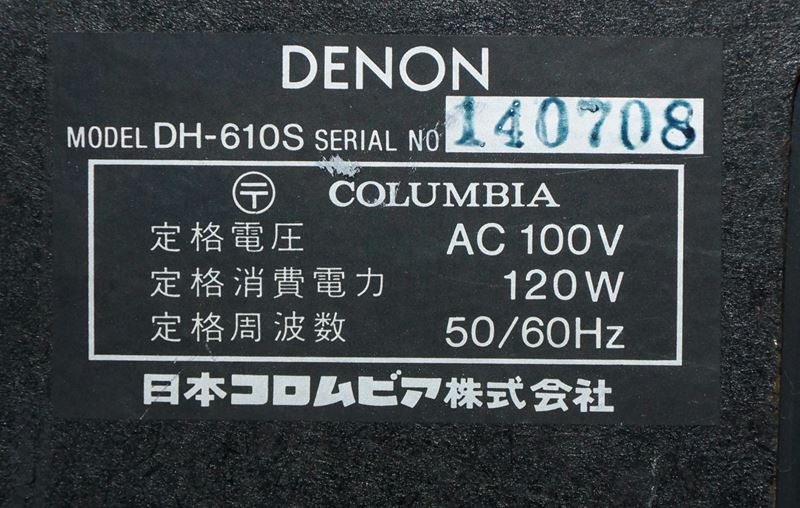 DENON
MODEL DH-610S SERIAL NO 140708
〶 COLUMBIA
定格電圧 AC 100V
定格消費電力 120W
定格周波数 50/60Hz
日本コロムビア株式会社